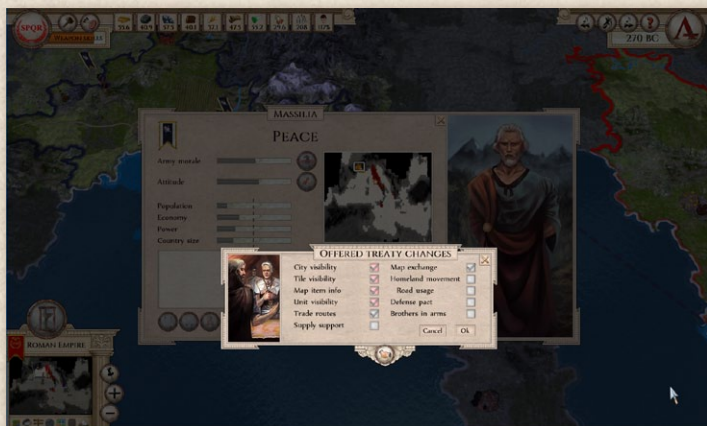 SPQR
270 BC
Massilia
Peace
Army morale
Attitude
Population
Economy
Power
Country size
Offered treaty changes
City visibility
Map exchange
Tile visibility
Homeland movement
Map item info
Road usage
Unit visibility
Defense pact
Trade routes
Brothers in arms
Supply support
Cancel
Ok
Roman Empire